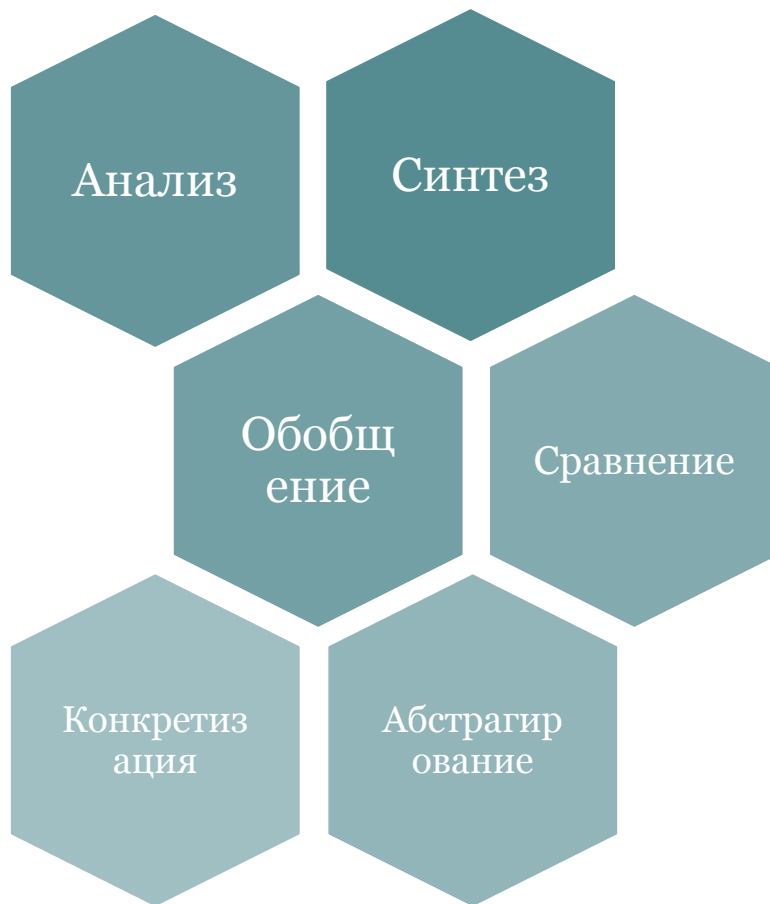 Анализ
Синтез
Обобщ
ение
Сравнение
Конкретиз
ация
Абстрагир
ование